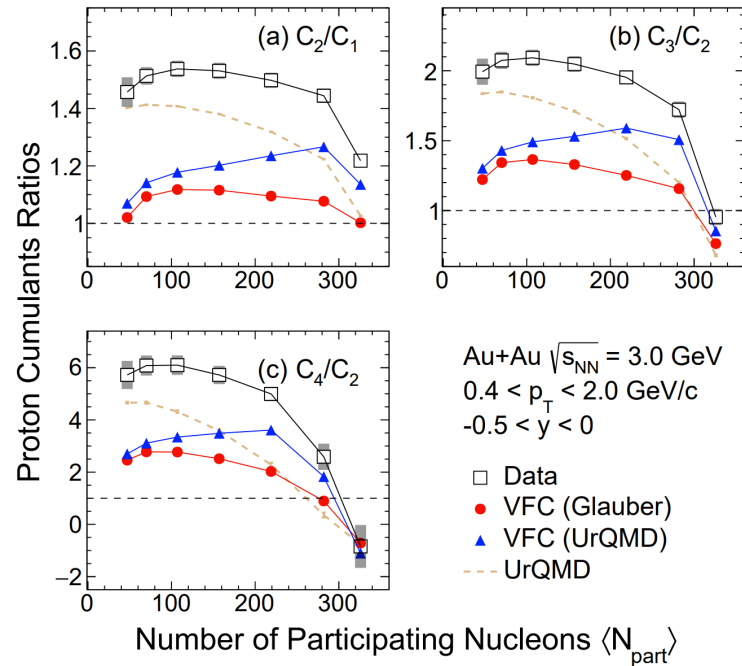 Proton Cumulants Ratios
(a) C2/C1
1.6
1.4
1.2
1
0 100 200 300
(b) C3/C2
2
1.5
1
0 100 200 300
(c) C4/C2
6
4
2
0
−2
0 100 200 300
Au+Au √sNN = 3.0 GeV
0.4 < pT < 2.0 GeV/c
-0.5 < y < 0
Data
VFC (Glauber)
VFC (UrQMD)
UrQMD
Number of Participating Nucleons ⟨Npart⟩